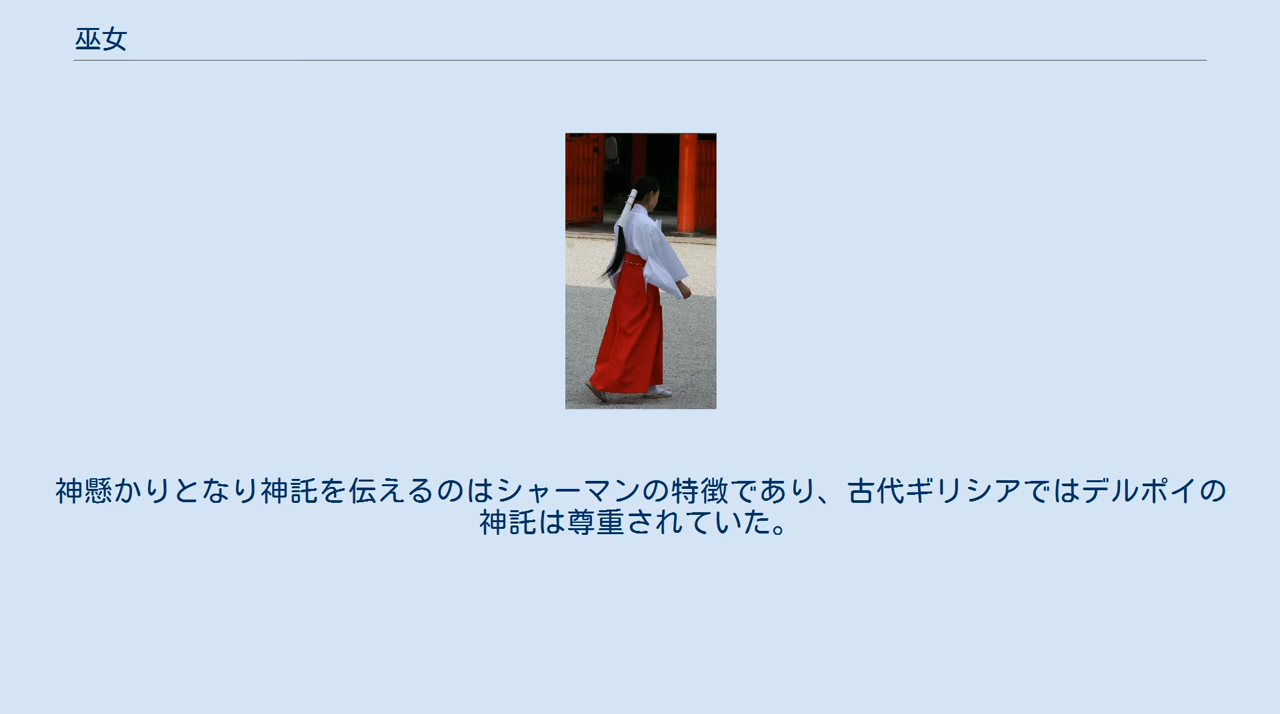 巫女
神懸かりとなり神託を伝えるのはシャーマンの特徴であり、古代ギリシアではデルポイの
神託は尊重されていた。